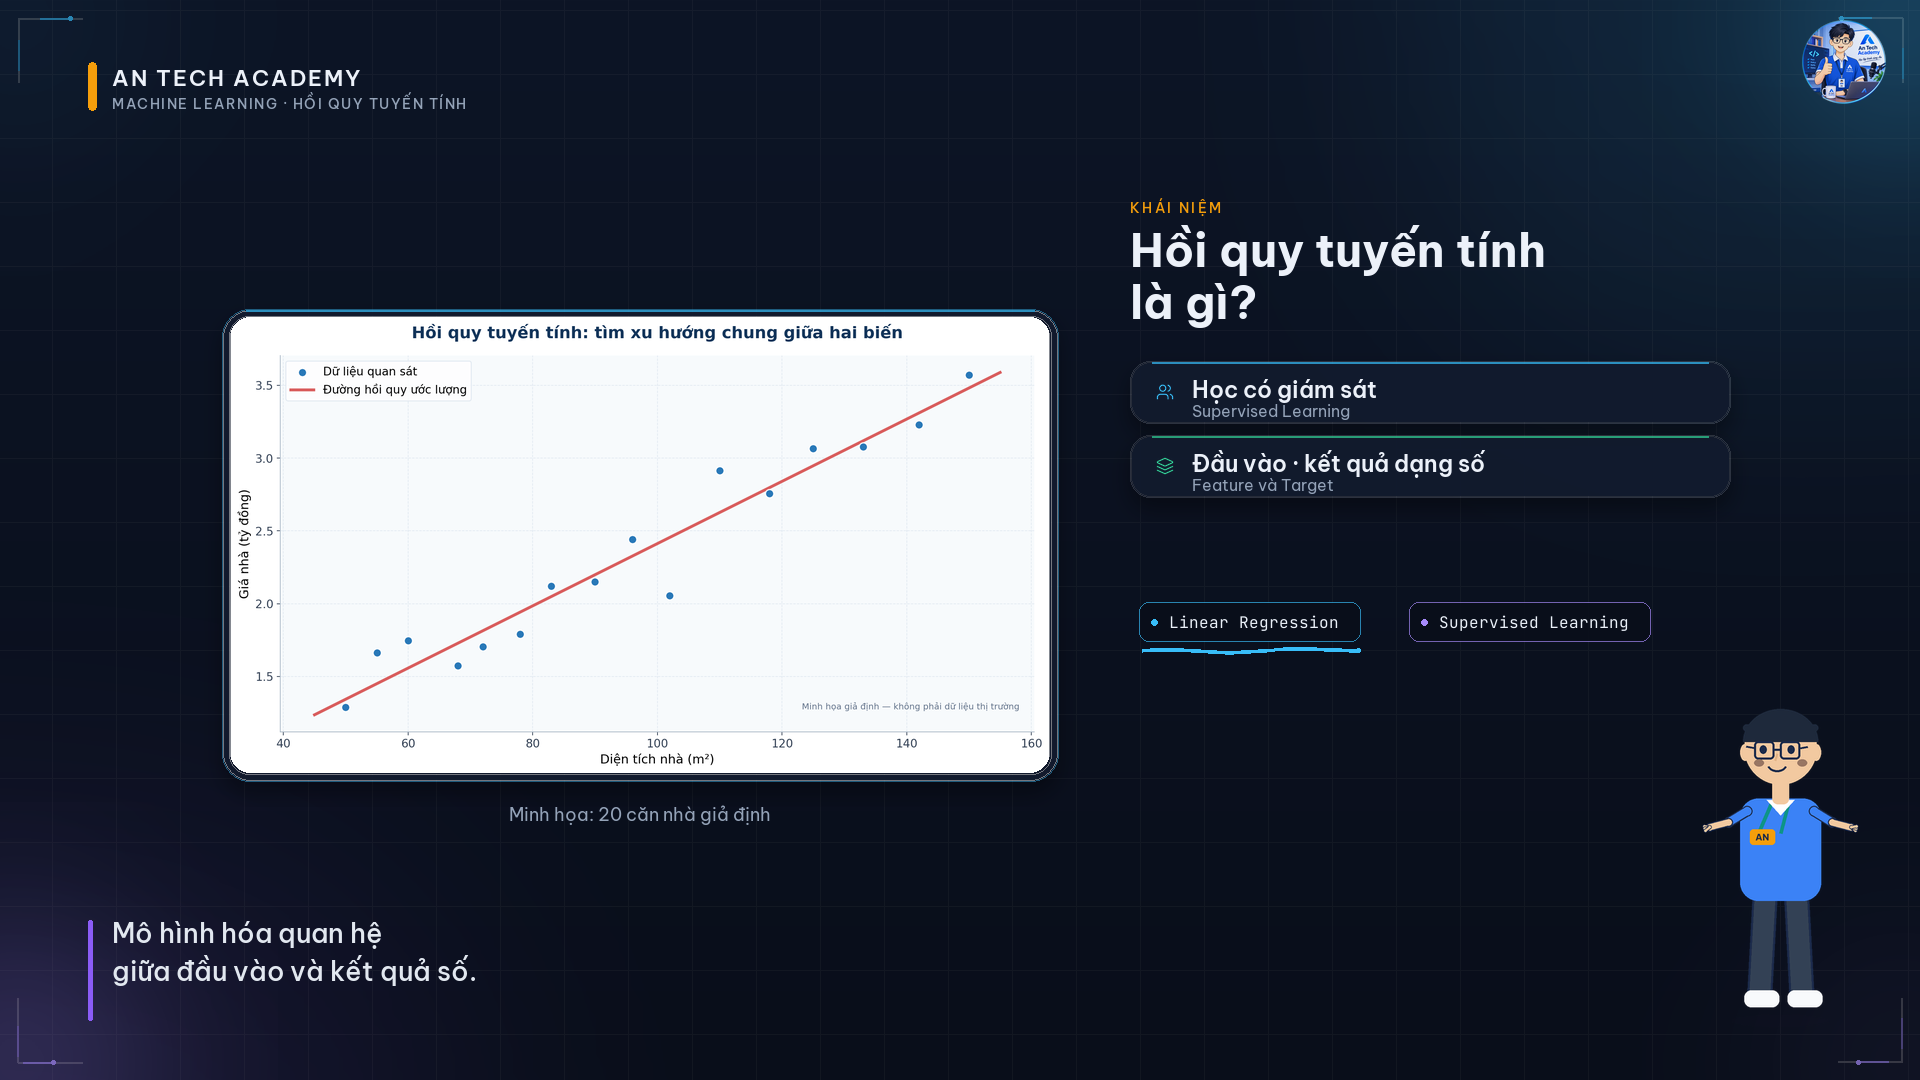 AN TECH ACADEMY
MACHINE LEARNING · HỒI QUY TUYẾN TÍNH
An Tech
Academy
KHÁI NIỆM
Hồi quy tuyến tính
là gì?
Học có giám sát
Supervised Learning
Đầu vào · kết quả dạng số
Feature và Target
Linear Regression
Supervised Learning
Hồi quy tuyến tính: tìm xu hướng chung giữa hai biến
Dữ liệu quan sát
Đường hồi quy ước lượng
Giá nhà (tỷ đồng)
3.5
3.0
2.5
2.0
1.5
Minh họa giả định — không phải dữ liệu thị trường
40 60 80 100 120 140 160
Diện tích nhà (m²)
Minh họa: 20 căn nhà giả định
AN
Mô hình hóa quan hệ
giữa đầu vào và kết quả số.